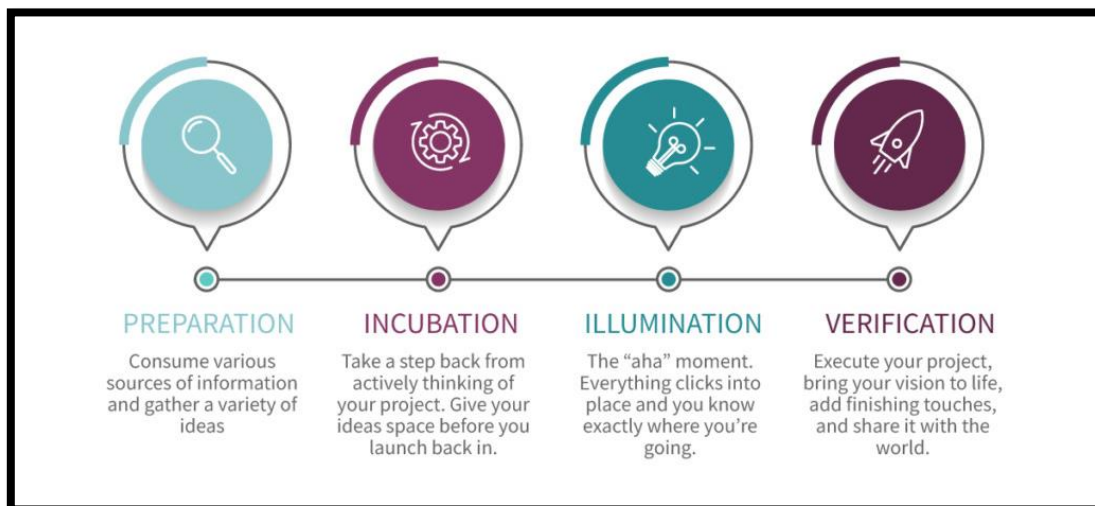 PREPARATION
Consume various
sources of information
and gather a variety of
ideas
INCUBATION
Take a step back from
actively thinking of
your project. Give your
ideas space before you
launch back in.
ILLUMINATION
The “aha” moment.
Everything clicks into
place and you know
exactly where you’re
going.
VERIFICATION
Execute your project,
bring your vision to life,
add finishing touches,
and share it with the
world.